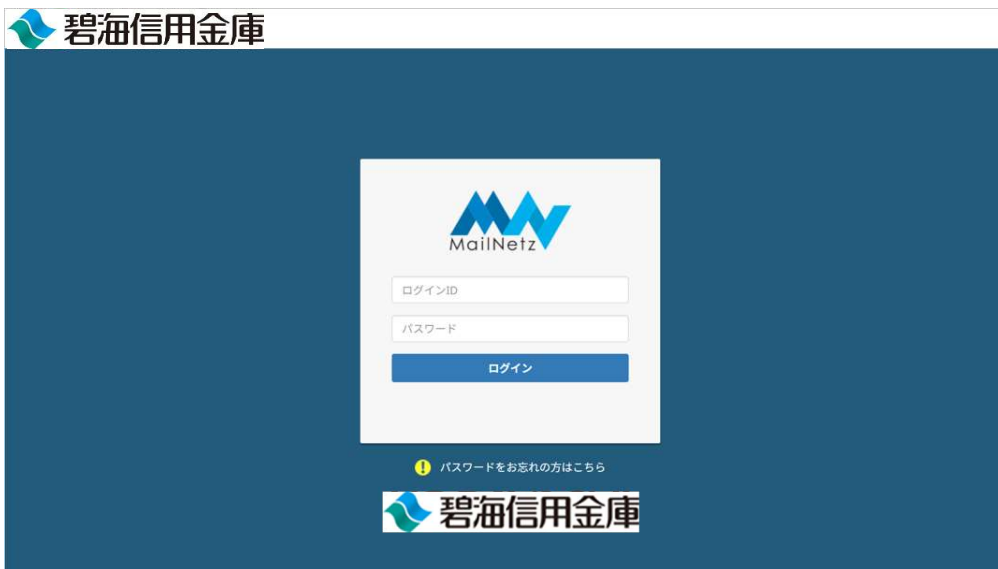 碧海信用金庫
MailNetz
ログインID
パスワード
ログイン
パスワードをお忘れの方はこちら
碧海信用金庫